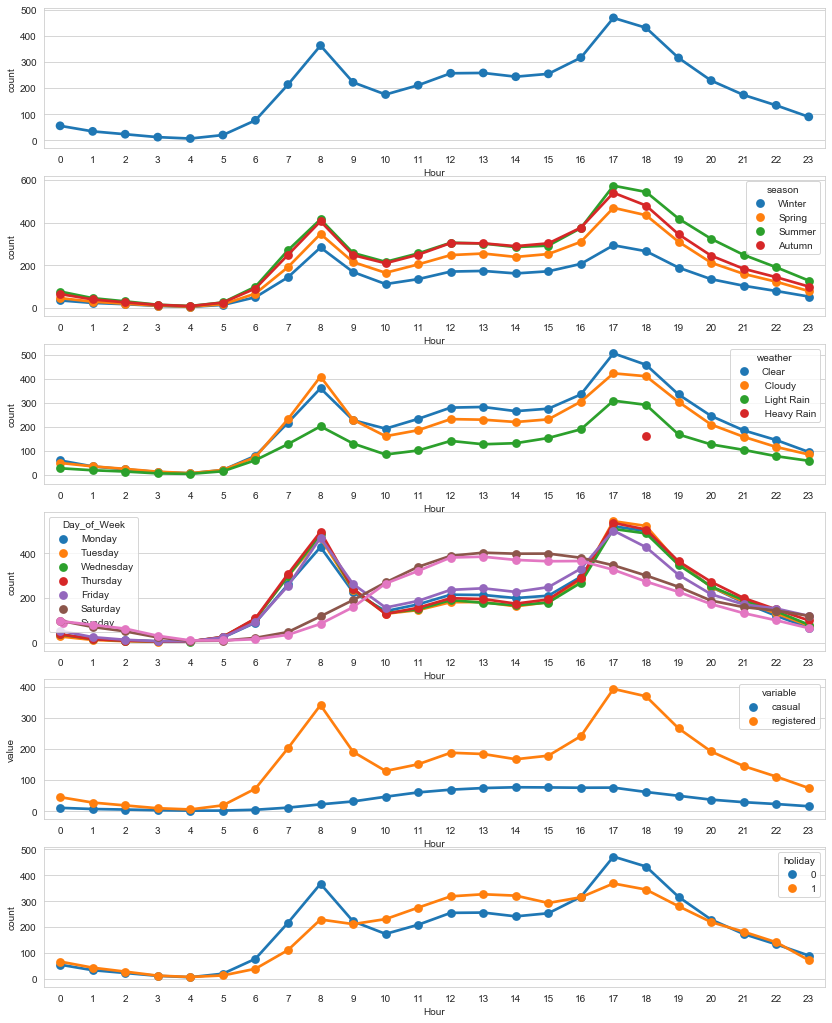 500
400
300
200
100
0
count
0 1 2 3 4 5 6 7 8 9 10 11 12 13 14 15 16 17 18 19 20 21 22 23
Hour
600
400
200
0
count
season
Winter
Spring
Summer
Autumn
0 1 2 3 4 5 6 7 8 9 10 11 12 13 14 15 16 17 18 19 20 21 22 23
Hour
500
400
300
200
100
0
count
weather
Clear
Cloudy
Light Rain
Heavy Rain
0 1 2 3 4 5 6 7 8 9 10 11 12 13 14 15 16 17 18 19 20 21 22 23
Hour
400
200
0
count
Day_of_Week
Monday
Tuesday
Wednesday
Thursday
Friday
Saturday
Sunday
0 1 2 3 4 5 6 7 8 9 10 11 12 13 14 15 16 17 18 19 20 21 22 23
Hour
400
300
200
100
0
value
variable
casual
registered
0 1 2 3 4 5 6 7 8 9 10 11 12 13 14 15 16 17 18 19 20 21 22 23
Hour
500
400
300
200
100
0
count
holiday
0
1
0 1 2 3 4 5 6 7 8 9 10 11 12 13 14 15 16 17 18 19 20 21 22 23
Hour